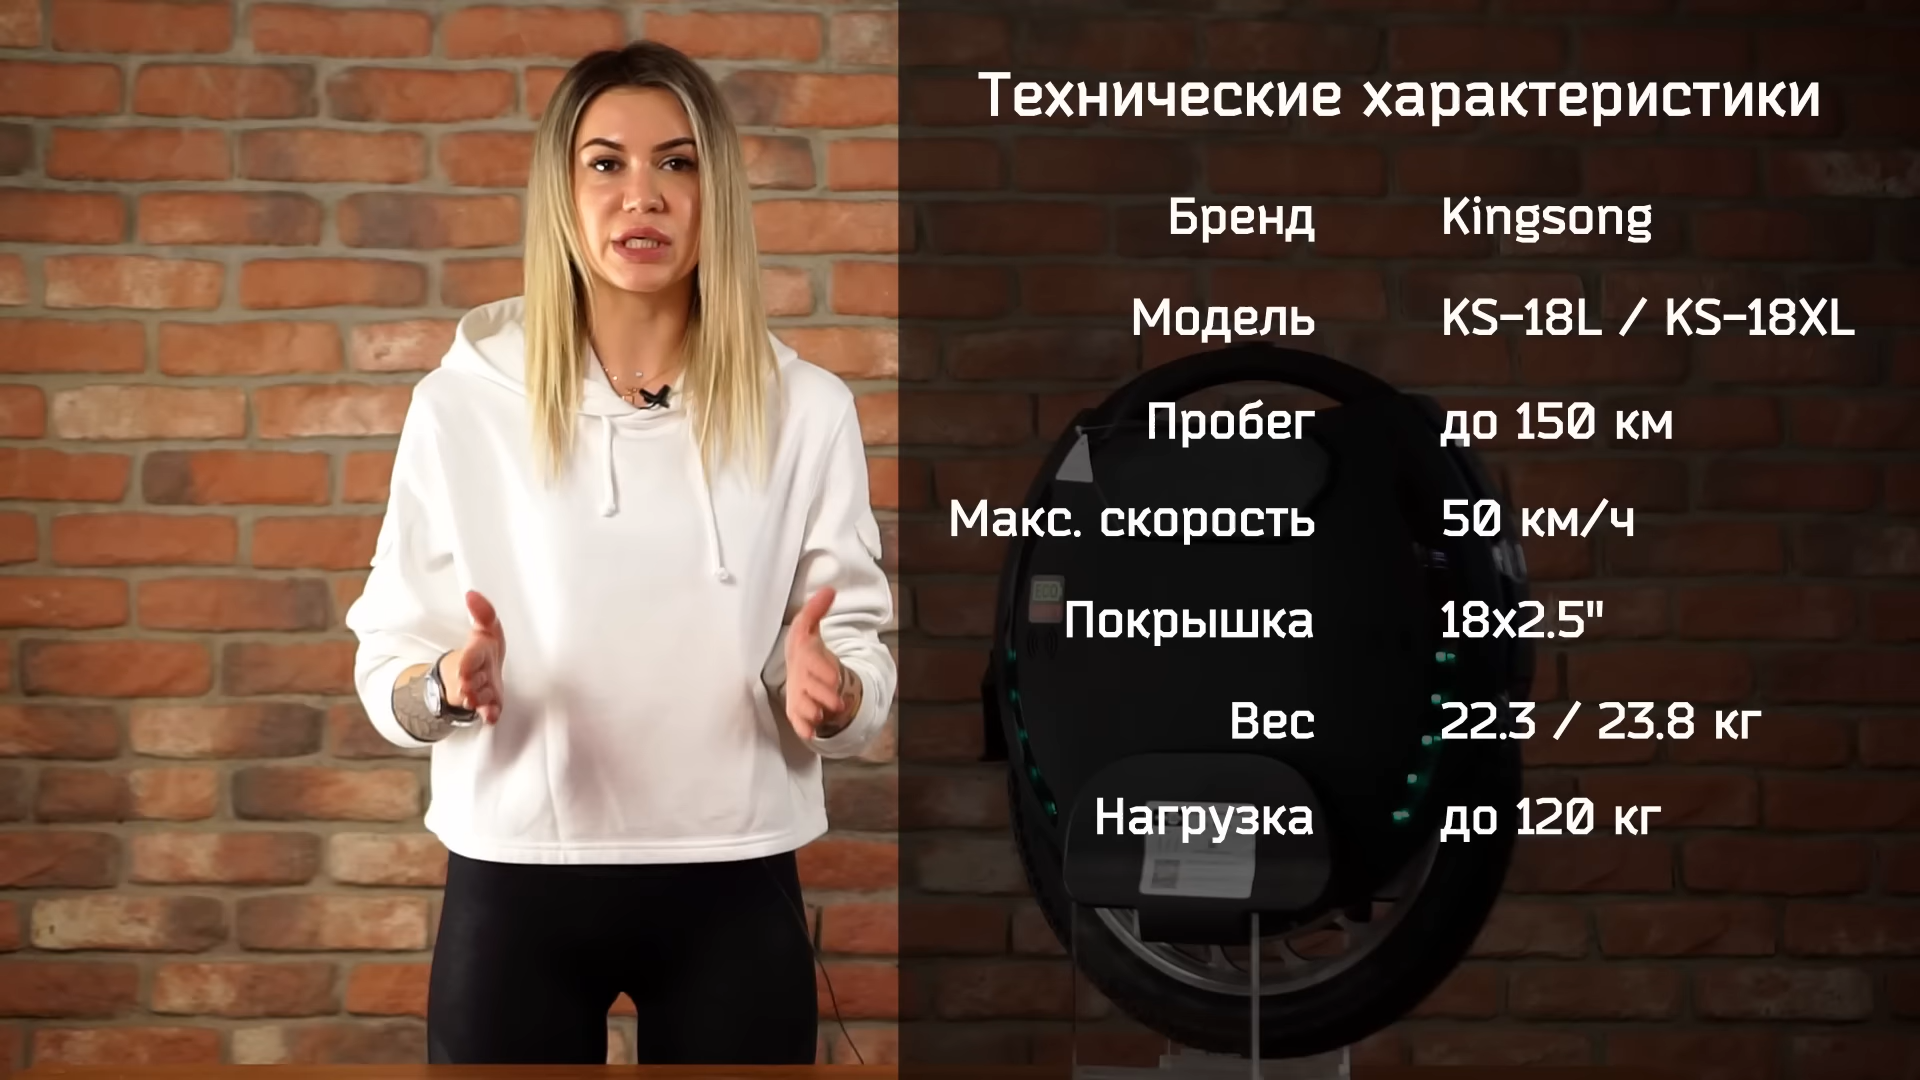 Технические характеристики
Бренд Kingsong
Модель KS-18L / KS-18XL
Пробег до 150 км
Макс. скорость 50 км/ч
ECO
Покрышка 18x2.5"
Вес 22.3 / 23.8 кг
Нагрузка до 120 кг